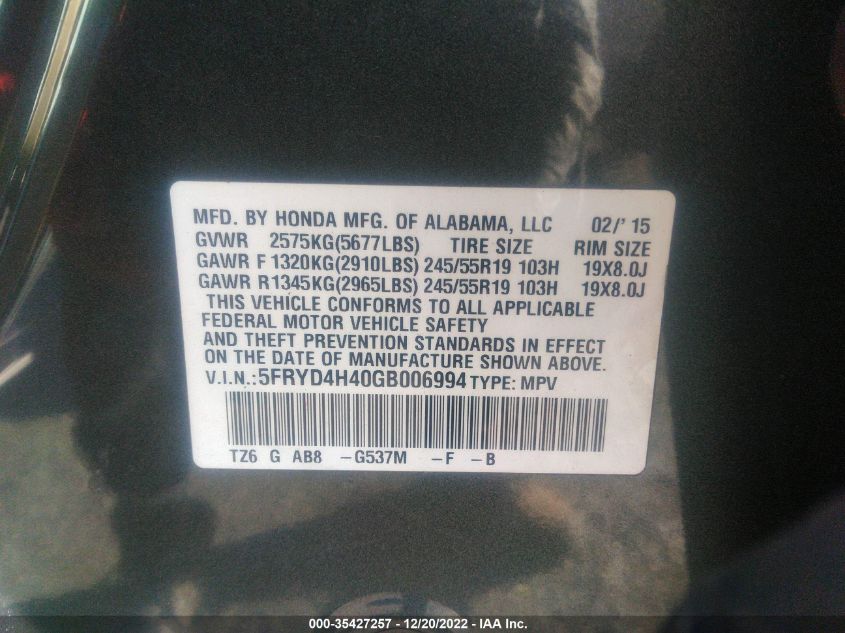 MFD. BY HONDA MFG. OF ALABAMA, LLC 02/' 15
GVWR 2575KG(5677LBS) TIRE SIZE RIM SIZE
GAWR F 1320KG(2910LBS) 245/55R19 103H 19X8.0J
GAWR R1345KG(2965LBS) 245/55R19 103H 19X8.0J
THIS VEHICLE CONFORMS TO ALL APPLICABLE
FEDERAL MOTOR VEHICLE SAFETY
AND THEFT PREVENTION STANDARDS IN EFFECT
ON THE DATE OF MANUFACTURE SHOWN ABOVE.
V.I.N.:5FRYD4H40GB006994 TYPE: MPV
TZ6 G AB8 -G537M -F -B
000-35427257 - 12/20/2022 - IAA Inc.